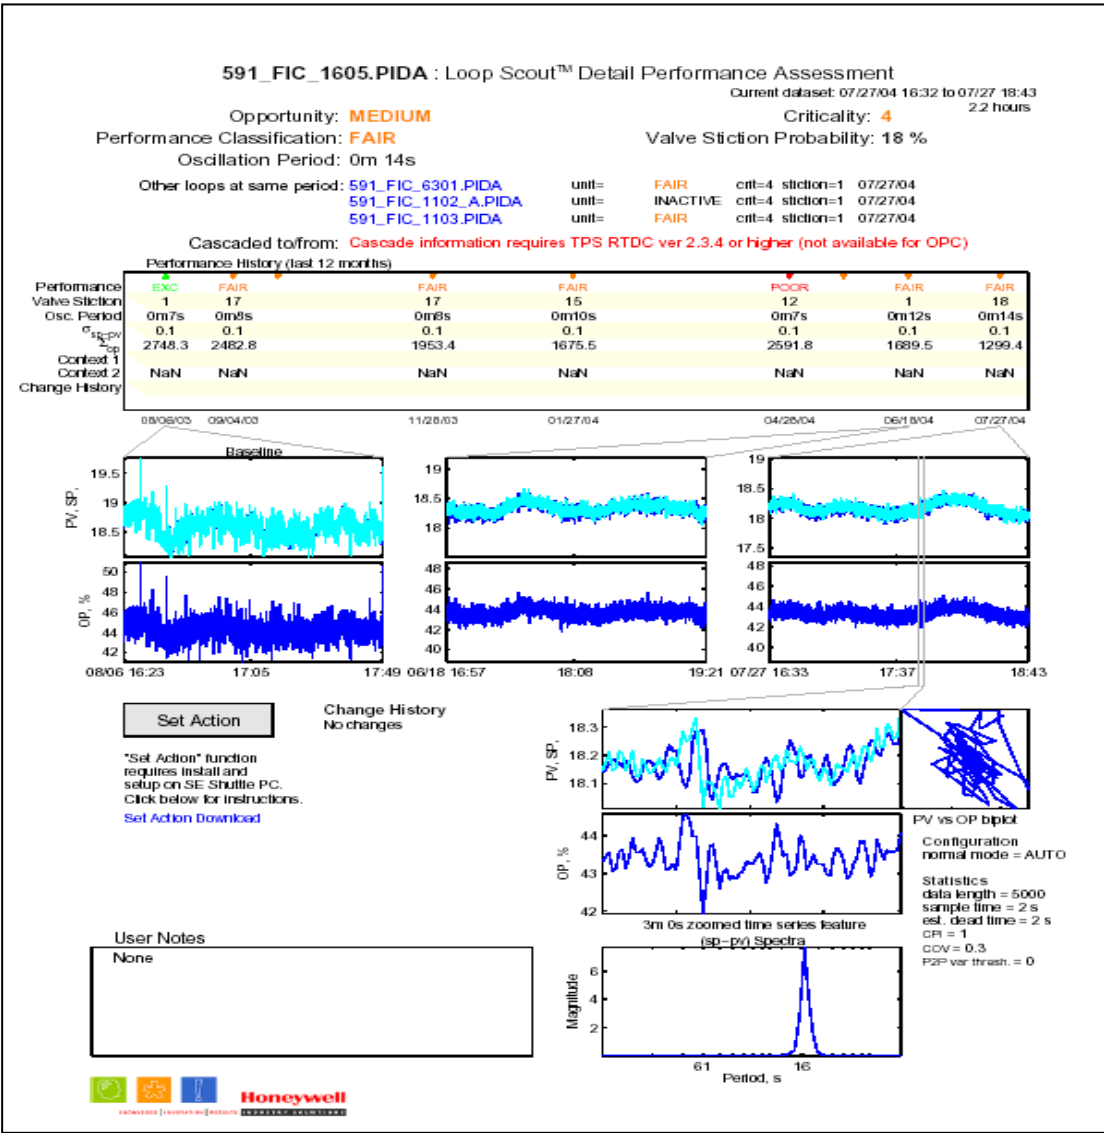 591_FIC_1605.PIDA : Loop Scout™ Detail Performance Assessment
Current dataset: 07/27/04 16:32 to 07/27 18:43
2.2 hours
Opportunity: MEDIUM Criticality: 4
Performance Classification: FAIR Valve Stiction Probability: 18 %
Oscillation Period: 0m 14s
Other loops at same period: 591_FIC_6301.PIDA unit= FAIR crit=4 stiction=1 07/27/04
591_FIC_1102_A.PIDA unit= INACTIVE crit=4 stiction=1 07/27/04
591_FIC_1103.PIDA unit= FAIR crit=4 stiction=1 07/27/04
Cascaded to/from: Cascade information requires TPS RTDC ver 2.3.4 or higher (not available for OPC)
Performance History (last 12 months)
Performance EXC FAIR FAIR FAIR POOR FAIR FAIR
Valve Stiction 1 17 17 15 12 1 18
Osc. Period 0m7s 0m8s 0m8s 0m10s 0m7s 0m12s 0m14s
σsp-pv 0.1 0.1 0.1 0.1 0.1 0.1 0.1
Σop 2748.3 2482.8 1953.4 1675.5 2591.8 1689.5 1299.4
Context 1
Context 2 NaN NaN NaN NaN NaN NaN NaN
Change History
08/06/03 09/04/03 11/28/03 01/27/04 04/28/04 06/18/04 07/27/04
Baseline
PV, SP,
19.5
19
18.5
19
18.5
18
19
18.5
18
17.5
OP, %
50
48
46
44
42
48
46
44
42
40
48
46
44
42
40
08/06 16:23 17:05 17:49 06/18 16:57 18:08 19:21 07/27 16:33 17:37 18:43
Set Action
Change History
No changes
"Set Action" function
requires install and
setup on SE Shuttle PC.
Click below for instructions.
Set Action Download
PV, SP,
18.3
18.2
18.1
PV vs OP biplot
OP, %
44
43
42
Configuration
normal mode = AUTO
Statistics
data length = 5000
sample time = 2 s
est. dead time = 2 s
CPI = 1
COV = 0.3
P2P var thresh. = 0
3m 0s zoomed time series feature
(sp-pv) Spectra
Magnitude
6
4
2
61 16
Period, s
User Notes
None
Honeywell
KNOWLEDGE | INNOVATION | RESULTS INDUSTRY SOLUTIONS